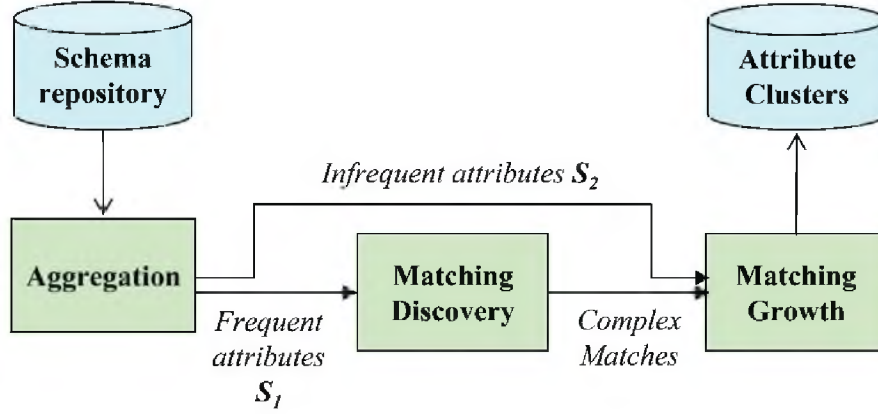 Schema
repository
Attribute
Clusters
Infrequent attributes S2
Aggregation
Matching
Discovery
Matching
Growth
Frequent
attributes
S1
Complex
Matches